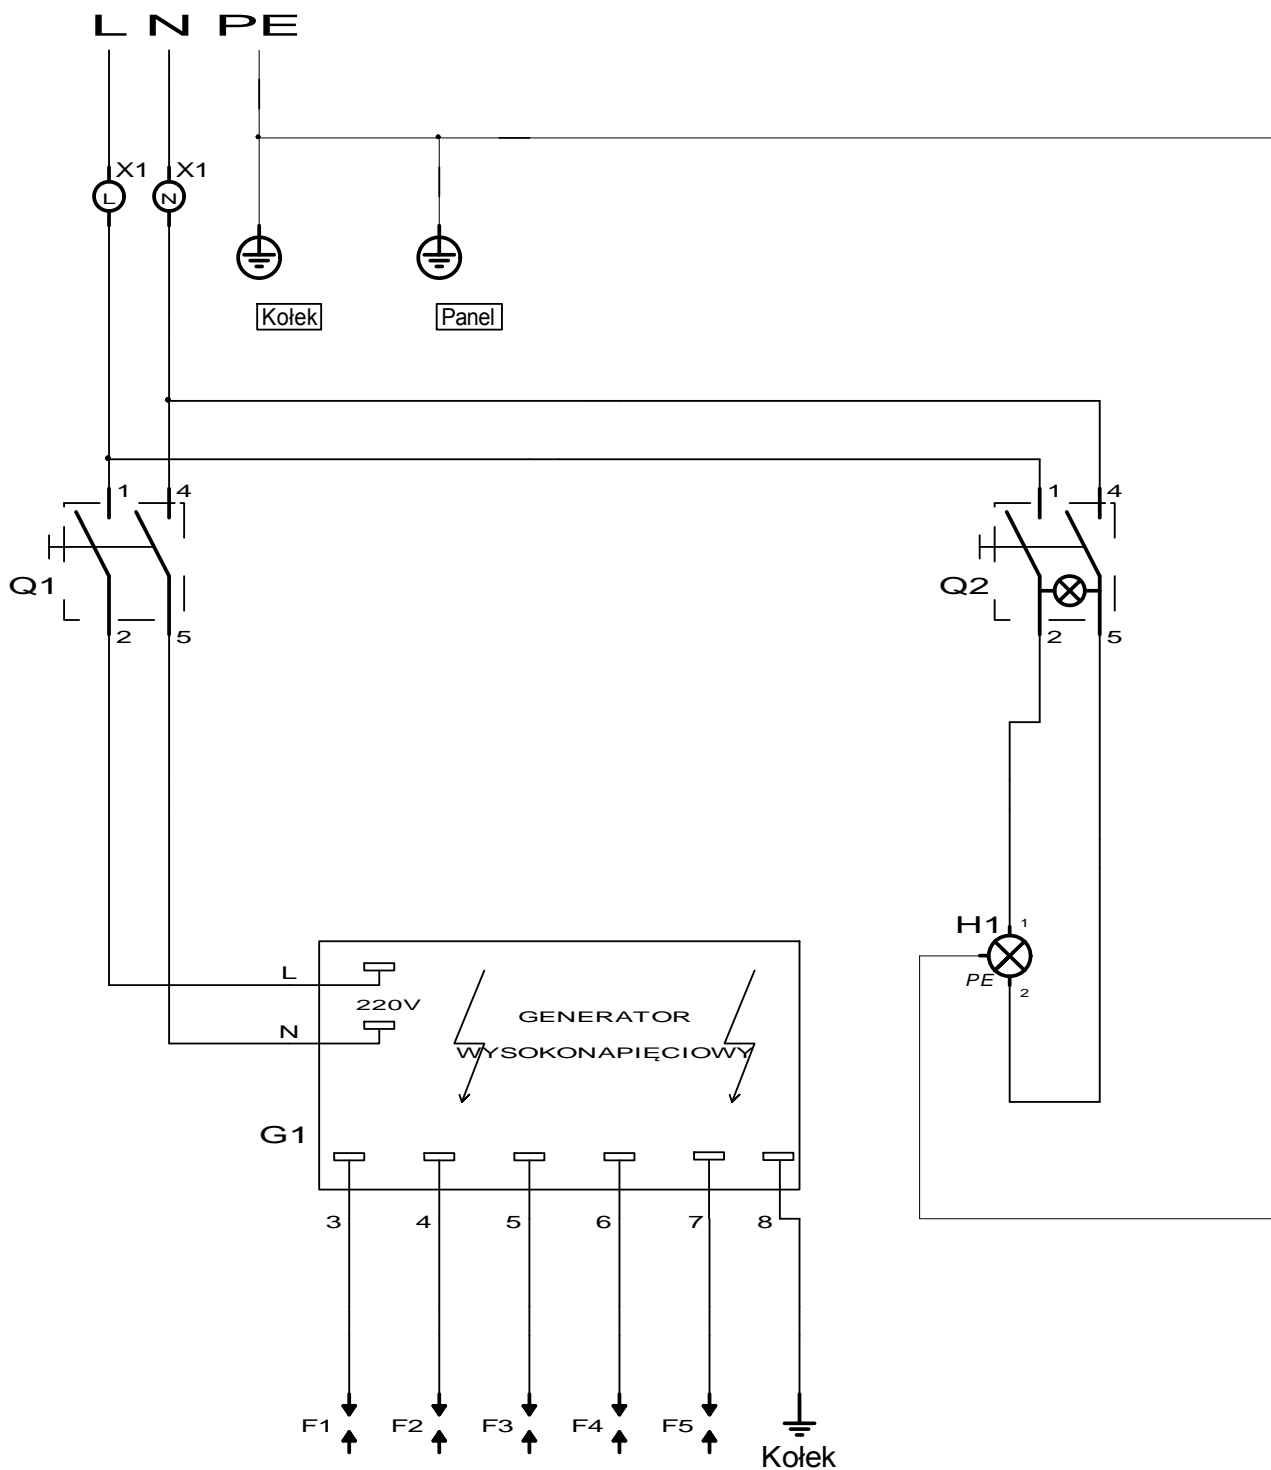 L N PE
X1 X1
L N
Kołek Panel
1 4 1 4
Q1 Q2
2 5 2 5
H1 1
PE 2
L
220V
N
GENERATOR
WYSOKONAPIĘCIOWY
G1
3 4 5 6 7 8
F1 F2 F3 F4 F5
Kołek